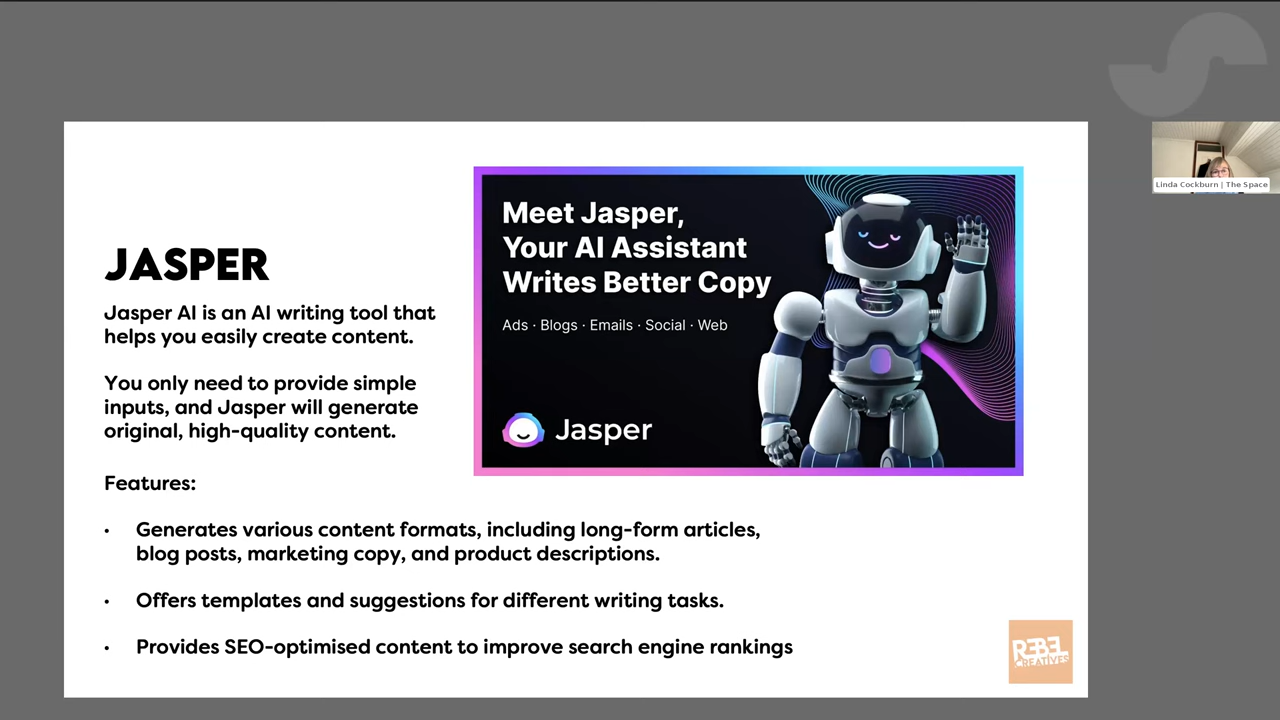 JASPER
Jasper AI is an AI writing tool that
helps you easily create content.
You only need to provide simple
inputs, and Jasper will generate
original, high-quality content.
Features:
• Generates various content formats, including long-form articles,
blog posts, marketing copy, and product descriptions.
• Offers templates and suggestions for different writing tasks.
• Provides SEO-optimised content to improve search engine rankings
Meet Jasper,
Your AI Assistant
Writes Better Copy
Ads · Blogs · Emails · Social · Web
Jasper
Linda Cockburn | The Space
REBEL
CREATIVES